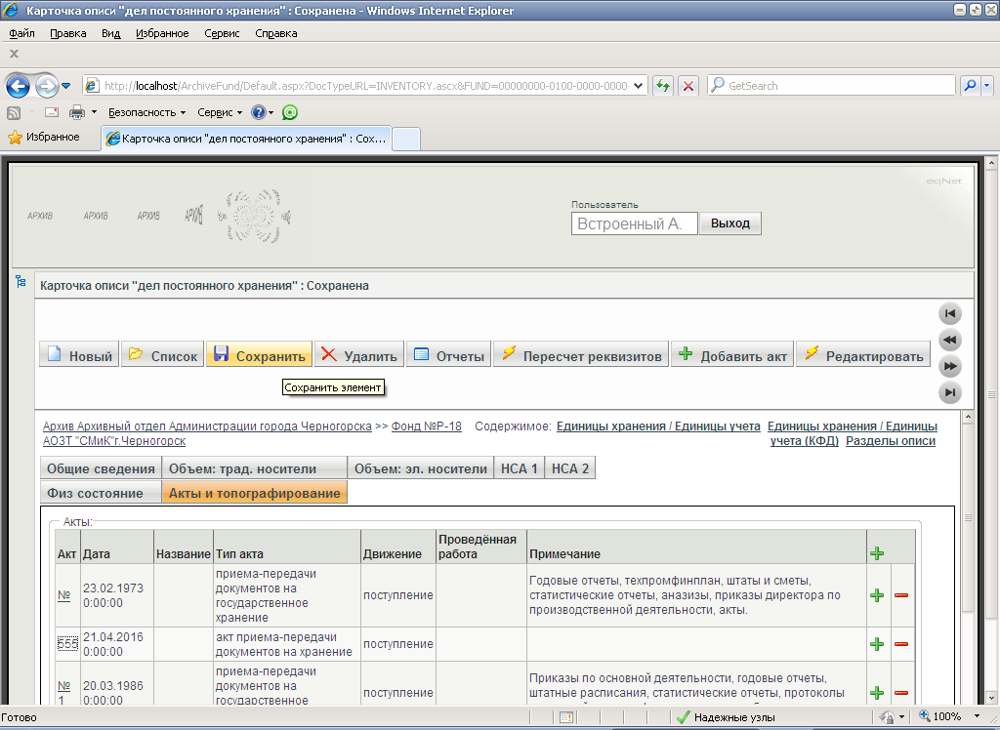 Карточка описи "дел постоянного хранения" : Сохранена - Windows Internet Explorer
Файл Правка Вид Избранное Сервис Справка
x
http://localhost/ArchiveFund/Default.aspx?DocTypeURL=INVENTORY.ascx&FUND=00000000-0100-0000-0000- GetSearch
Безопасность Сервис
Избранное Карточка описи "дел постоянного хранения" : Сох...
eqNet
Пользователь
АРХИВ АРХИВ АРХИВ АРХИВ
Встроенный А. Выход
Карточка описи "дел постоянного хранения" : Сохранена
Новый Список Сохранить Удалить Отчеты Пересчет реквизитов Добавить акт Редактировать
Сохранить элемент
Архив Архивный отдел Администрации города Черногорска >> Фонд №Р-18
АОЗТ "СМиК"г.Черногорск
Содержимое: Единицы хранения / Единицы учета Единицы хранения / Единицы
учета (КФД) Разделы описи
Общие сведения Объем: трад. носители Объем: эл. носители НСА 1 НСА 2
Физ состояние Акты и топографирование
Акты:
Акт Дата Название Тип акта Движение Проведённая
работа Примечание
№ 23.02.1973
0:00:00
приема-передачи
документов на
государственное
хранение
поступление
Годовые отчеты, техпромфинплан, штаты и сметы,
статистические отчеты, аназизы, приказы директора по
производственной деятельности, акты.
555 21.04.2016
0:00:00
акт приема-передачи
документов на хранение
поступление
№
1
20.03.1986
0:00:00
приема-передачи
документов на
государственное
поступление
Приказы по основной деятельности, годовые отчеты,
штатные расписания, статистические отчеты, протоколы
Готово Надежные узлы 100%